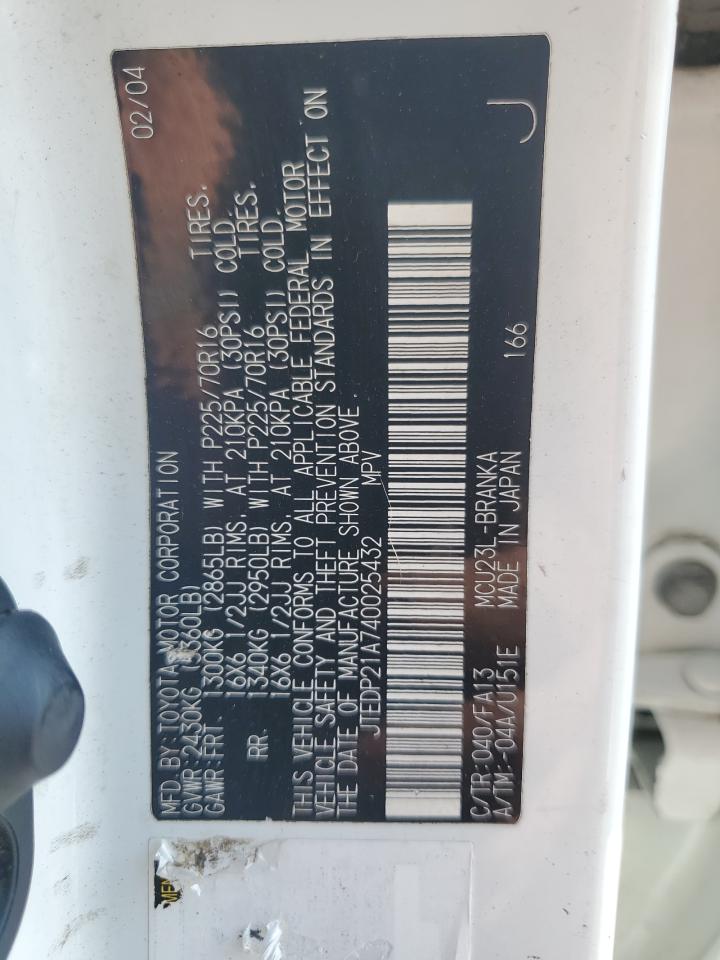 MFD.BY:TOYOTA MOTOR CORPORATION 02/04
GVWR:2430KG (5360LB)
GAWR:FRT. 1300KG (2865LB) WITH P225/70R16 TIRES.
16X6 1/2JJ RIMS, AT 210KPA (30PSI) COLD.
RR. 1340KG (2950LB) WITH P225/70R16 TIRES.
16X6 1/2JJ RIMS, AT 210KPA (30PSI) COLD.
THIS VEHICLE CONFORMS TO ALL APPLICABLE FEDERAL MOTOR
VEHICLE SAFETY AND THEFT PREVENTION STANDARDS IN EFFECT ON
THE DATE OF MANUFACTURE SHOWN ABOVE.
JTEDP21A740025432 MPV
C/TR:040/FA13 MCU23L-BRANKA 166
A/TM:-04A/U151E MADE IN JAPAN J